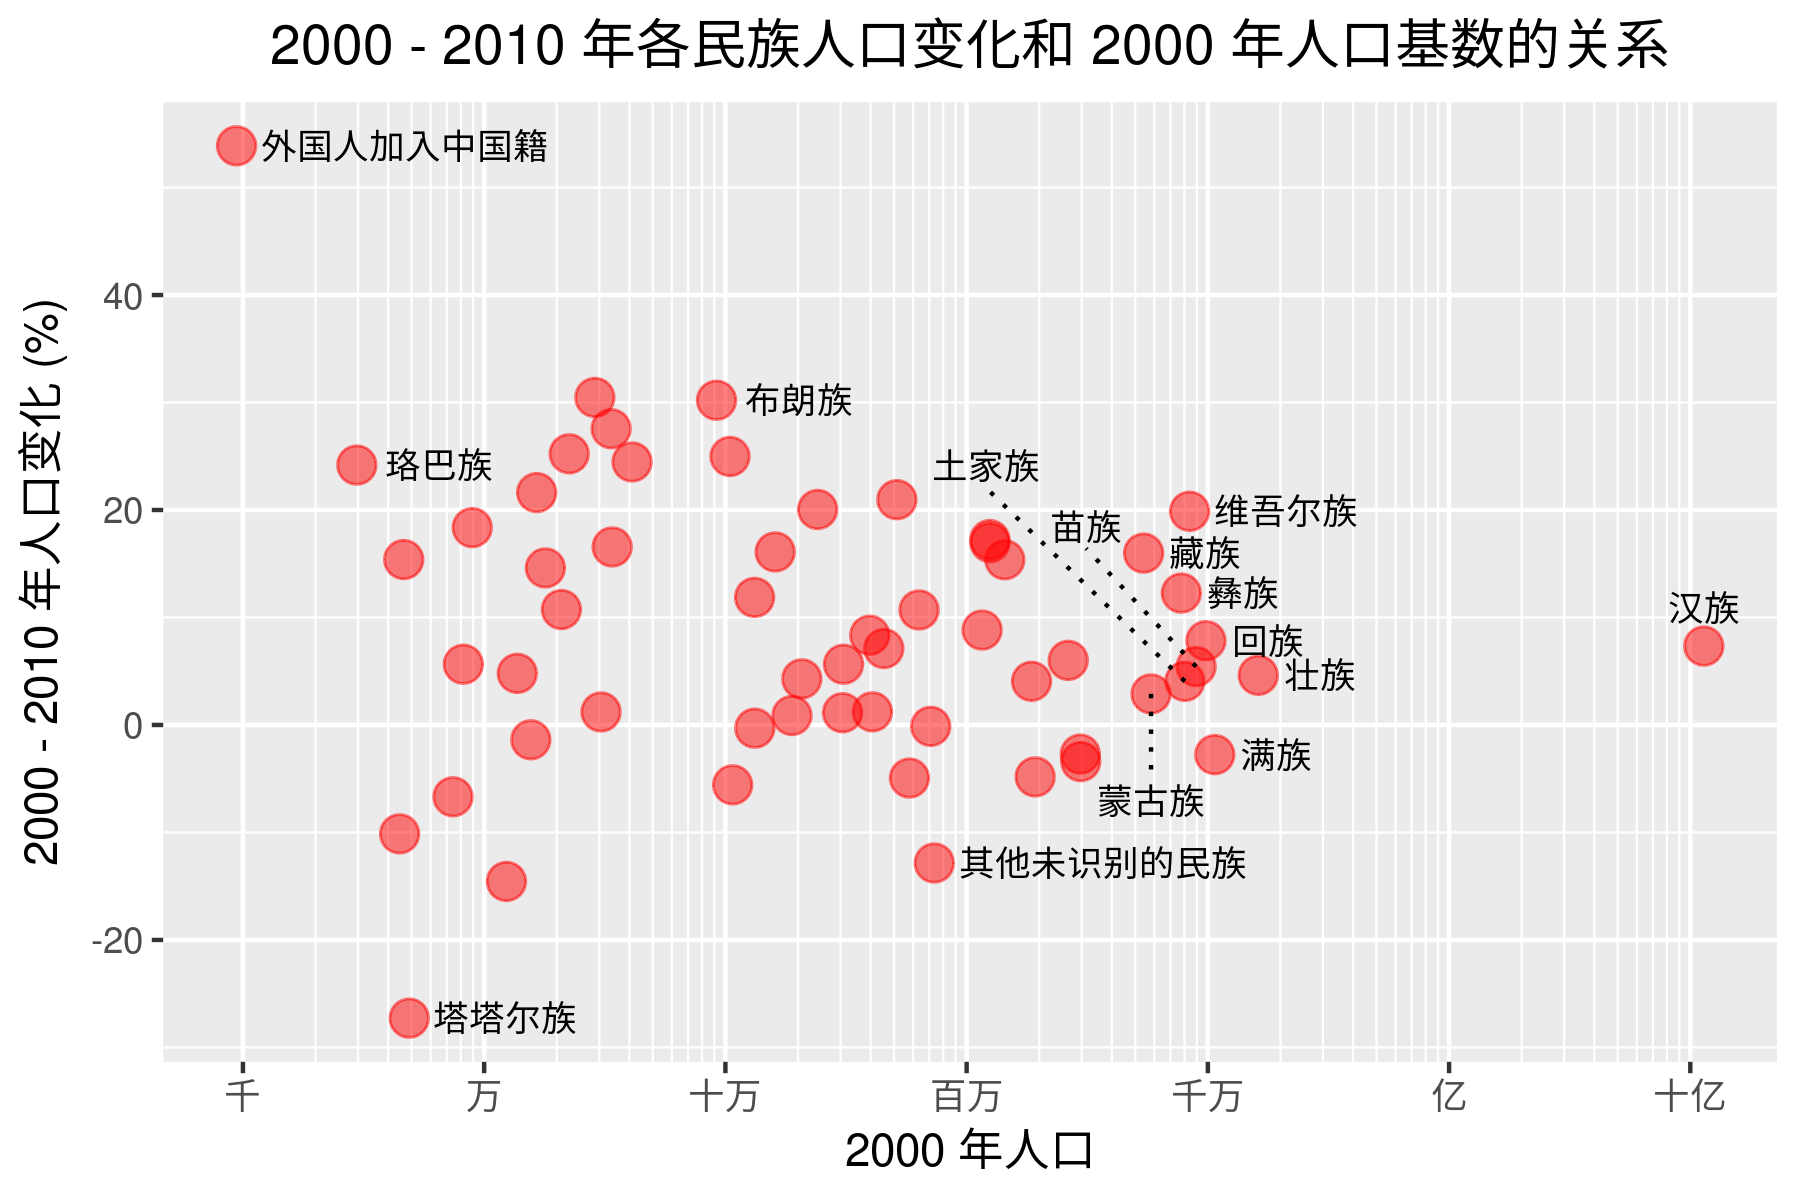 2000 - 2010 年各民族人口变化和 2000 年人口基数的关系
2000 - 2010 年人口变化 (%)
40
20
0
-20
外国人加入中国籍
布朗族
珞巴族
土家族
苗族
维吾尔族
藏族
彝族
汉族
回族
壮族
满族
蒙古族
其他未识别的民族
塔塔尔族
千
万
十万
百万
千万
亿
十亿
2000 年人口